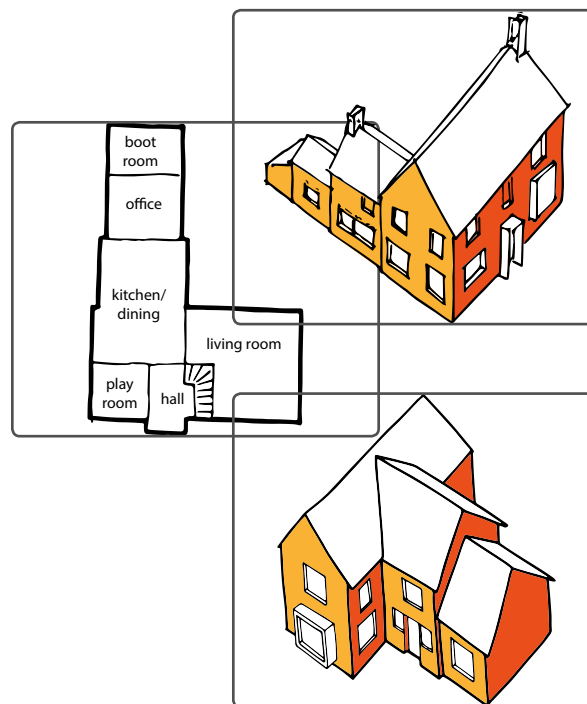 boot
room
office
kitchen/
dining
living room
play
room
hall